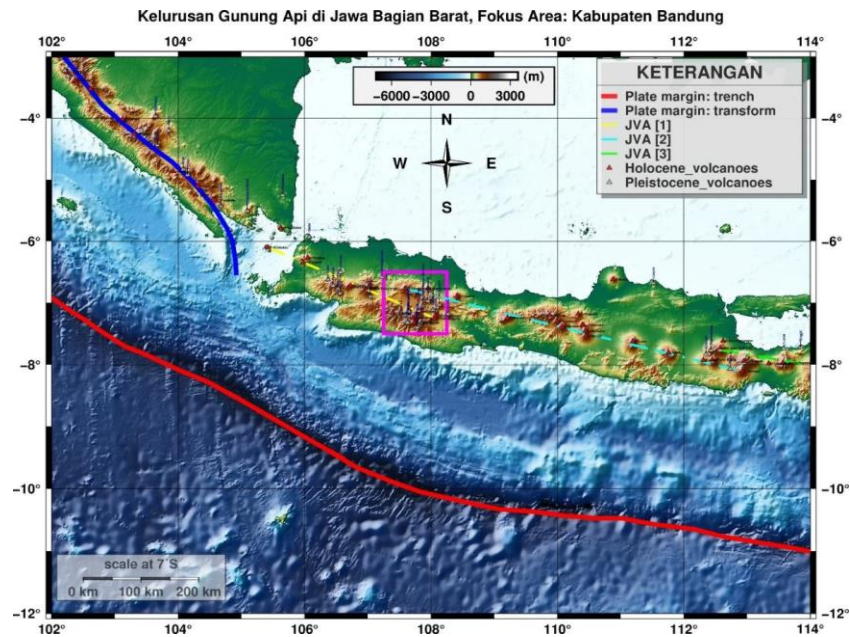 Kelurusan Gunung Api di Jawa Bagian Barat, Fokus Area: Kabupaten Bandung
102° 104° 106° 108° 110° 112° 114°
−6000 −3000 0 3000 (m)
KETERANGAN
Plate margin: trench
Plate margin: transform
JVA [1]
JVA [2]
JVA [3]
Holocene_volcanoes
Pleistocene_volcanoes
N
W E
S
−4° −4°
−6° −6°
−8° −8°
−10° −10°
scale at 7°S
0 km 100 km 200 km
−12° −12°
102° 104° 106° 108° 110° 112° 114°